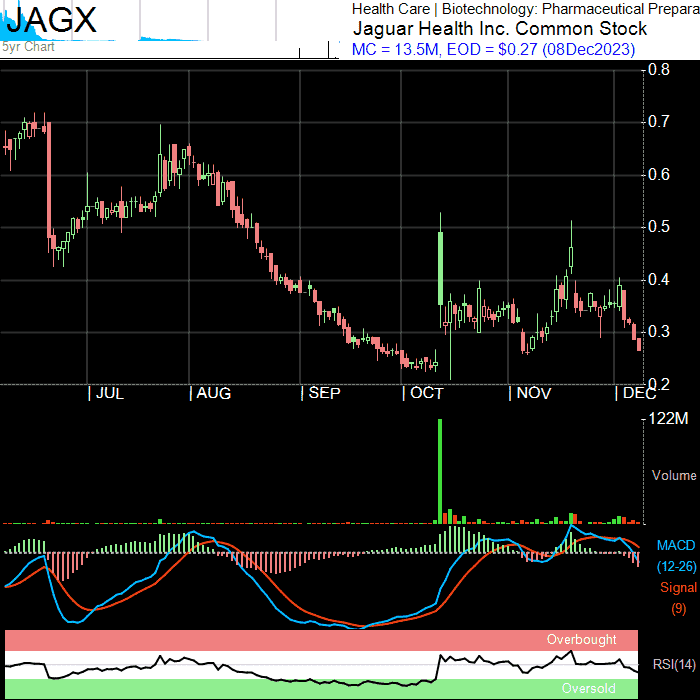 JAGX
5yr Chart
Health Care | Biotechnology: Pharmaceutical Prepara
Jaguar Health Inc. Common Stock
MC = 13.5M, EOD = $0.27 (08Dec2023)
0.8
0.7
0.6
0.5
0.4
0.3
0.2
JUL AUG SEP OCT NOV DEC
122M
Volume
MACD
(12-26)
Signal
(9)
Overbought
RSI(14)
Oversold